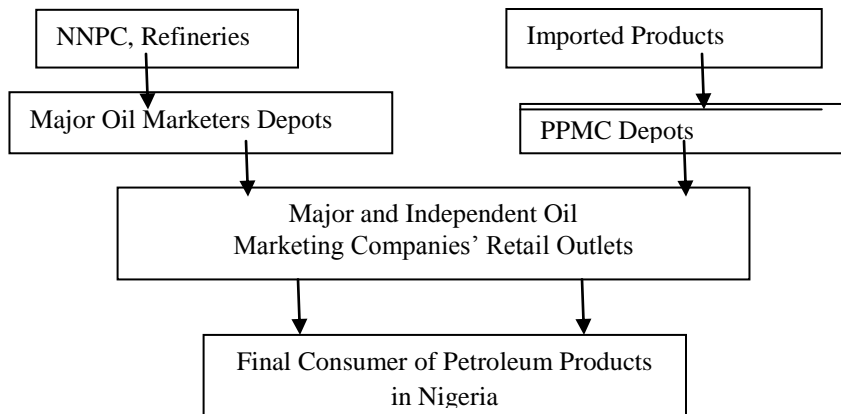 NNPC, Refineries
Imported Products
Major Oil Marketers Depots
PPMC Depots
Major and Independent Oil
Marketing Companies’ Retail Outlets
Final Consumer of Petroleum Products
in Nigeria